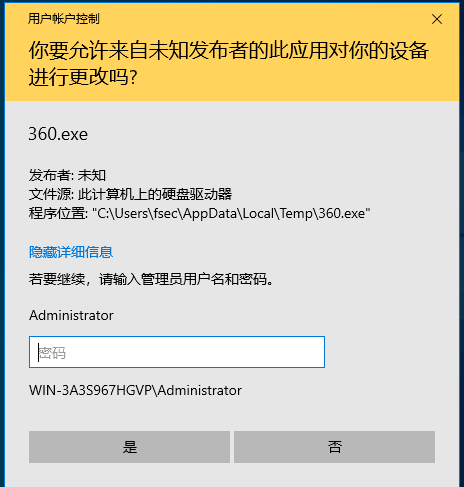 用户帐户控制
你要允许来自未知发布者的此应用对你的设备
进行更改吗?
360.exe
发布者: 未知
文件源: 此计算机上的硬盘驱动器
程序位置: "C:\Users\fsec\AppData\Local\Temp\360.exe"
隐藏详细信息
若要继续，请输入管理员用户名和密码。
Administrator
密码
WIN-3A3S967HGVP\Administrator
是
否